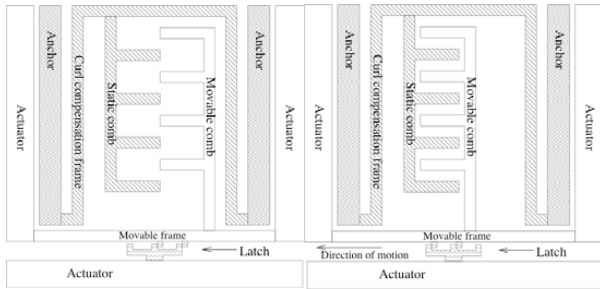 Actuator
Anchor
Curl compensation frame
Static comb
Movable comb
Anchor
Actuator
Movable frame
Latch
Actuator
Actuator
Anchor
Curl compensation frame
Static comb
Movable comb
Anchor
Actuator
Movable frame
Direction of motion
Latch
Actuator